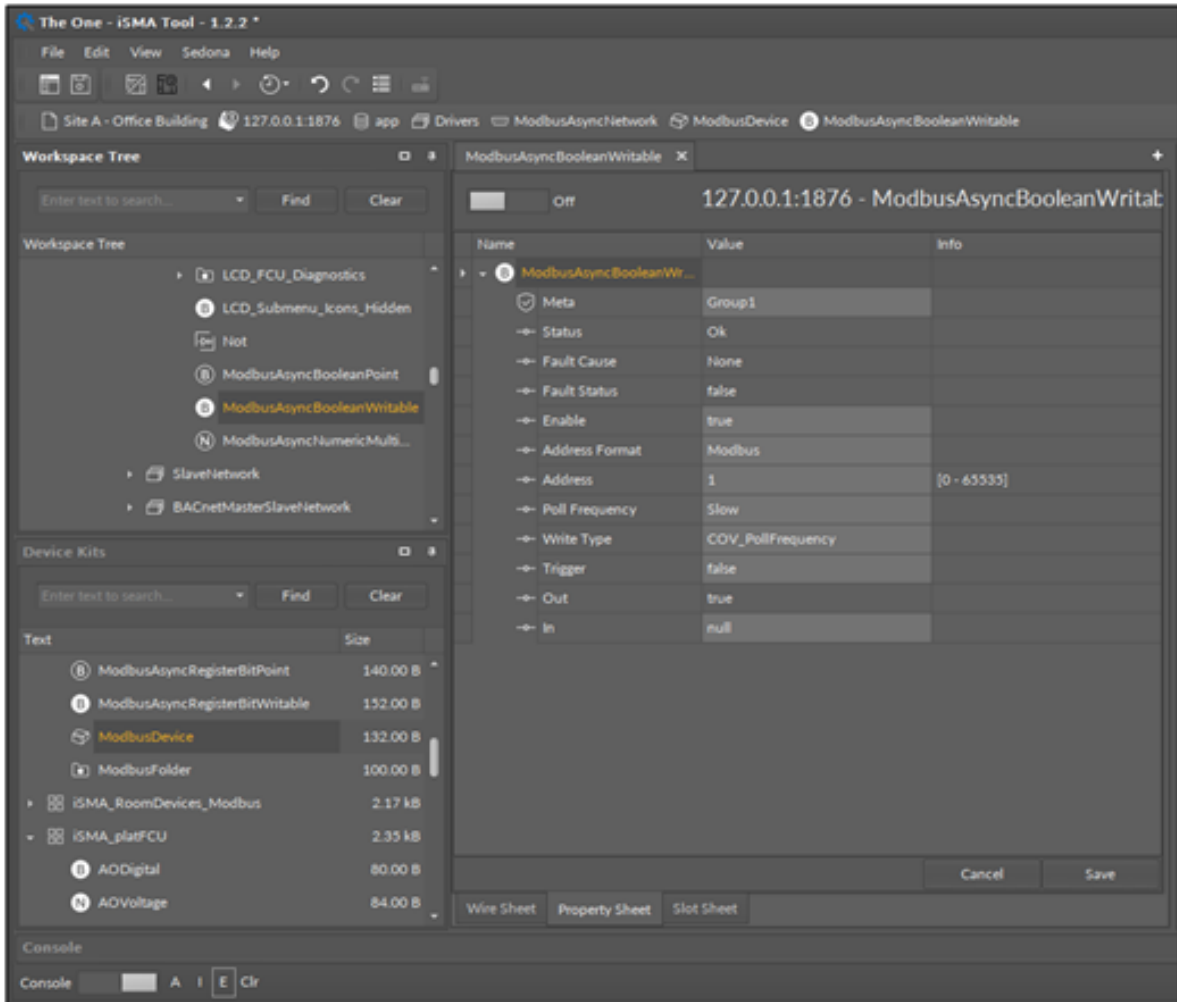 The One - iSMA Tool - 1.2.2 *
File Edit View Sedona Help
Site A - Office Building 127.0.0.1:1876 app Drivers ModbusAsyncNetwork ModbusDevice ModbusAsyncBooleanWritable
Workspace Tree
Enter text to search... Find Clear
Workspace Tree
LCD_FCU_Diagnostics
LCD_Submenu_Icons_Hidden
Not
ModbusAsyncBooleanPoint
ModbusAsyncBooleanWritable
ModbusAsyncNumericMulti...
SlaveNetwork
BACnetMasterSlaveNetwork
Device Kits
Enter text to search... Find Clear
Text Size
ModbusAsyncRegisterBitPoint 140.00 B
ModbusAsyncRegisterBitWritable 152.00 B
ModbusDevice 132.00 B
ModbusFolder 100.00 B
iSMA_RoomDevices_Modbus 2.17 kB
iSMA_platFCU 2.35 kB
AODigital 80.00 B
AOVoltage 84.00 B
ModbusAsyncBooleanWritable
Off 127.0.0.1:1876 - ModbusAsyncBooleanWritab
Name Value Info
ModbusAsyncBooleanWr...
Meta Group1
Status Ok
Fault Cause None
Fault Status false
Enable true
Address Format Modbus
Address 1 [0 - 65535]
Poll Frequency Slow
Write Type COV_PollFrequency
Trigger false
Out true
In null
Cancel Save
Wire Sheet Property Sheet Slot Sheet
Console
Console A I E Clr